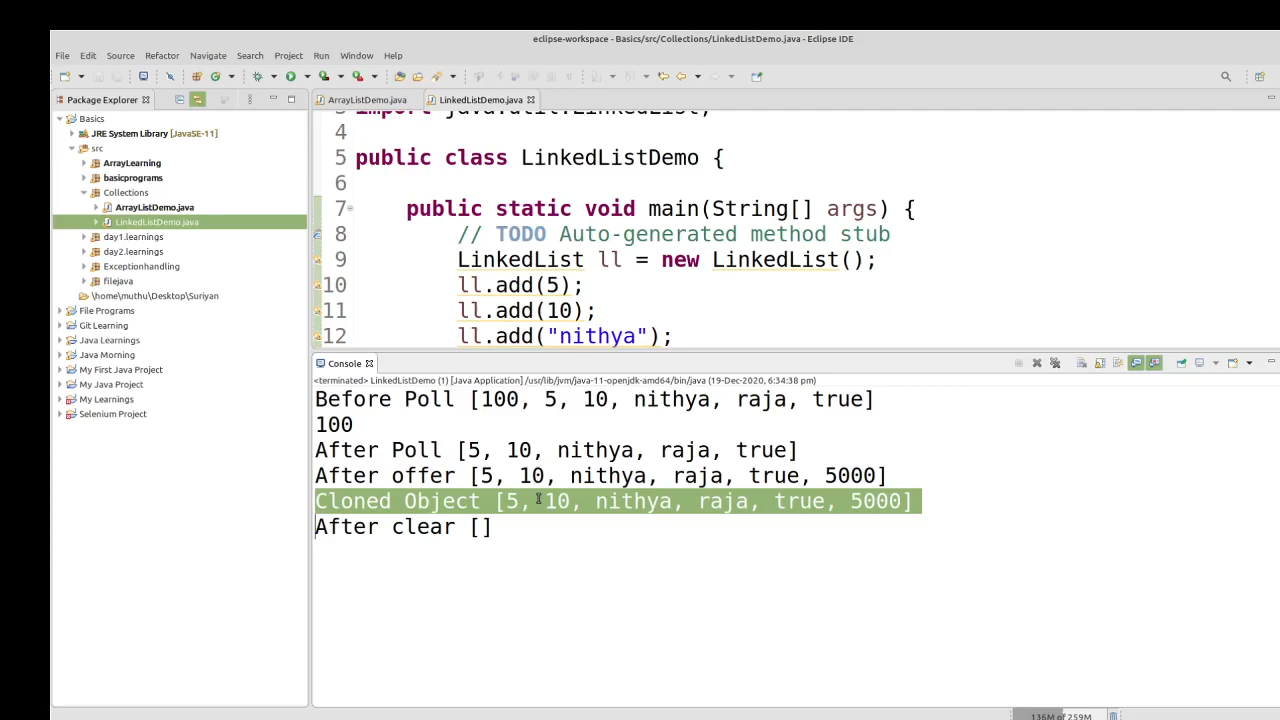 eclipse-workspace - Basics/src/Collections/LinkedListDemo.java - Eclipse IDE
File Edit Source Refactor Navigate Search Project Run Window Help
Package Explorer
Basics
JRE System Library [JavaSE-11]
src
ArrayLearning
basicprograms
Collections
ArrayListDemo.java
LinkedListDemo.java
day1.learnings
day2.learnings
Exceptionhandling
filejava
\home\muthu\Desktop\Suriyan
File Programs
Git Learning
Java Learnings
Java Morning
My First Java Project
My Java Project
My Learnings
Selenium Project
ArrayListDemo.java LinkedListDemo.java
3 import java.util.LinkedList;
4
5 public class LinkedListDemo {
6
7 public static void main(String[] args) {
8 // TODO Auto-generated method stub
9 LinkedList ll = new LinkedList();
10 ll.add(5);
11 ll.add(10);
12 ll.add("nithya");
Console
<terminated> LinkedListDemo (1) [Java Application] /usr/lib/jvm/java-11-openjdk-amd64/bin/java (19-Dec-2020, 6:34:38 pm)
Before Poll [100, 5, 10, nithya, raja, true]
100
After Poll [5, 10, nithya, raja, true]
After offer [5, 10, nithya, raja, true, 5000]
Cloned Object [5, 10, nithya, raja, true, 5000]
After clear []
136M of 259M